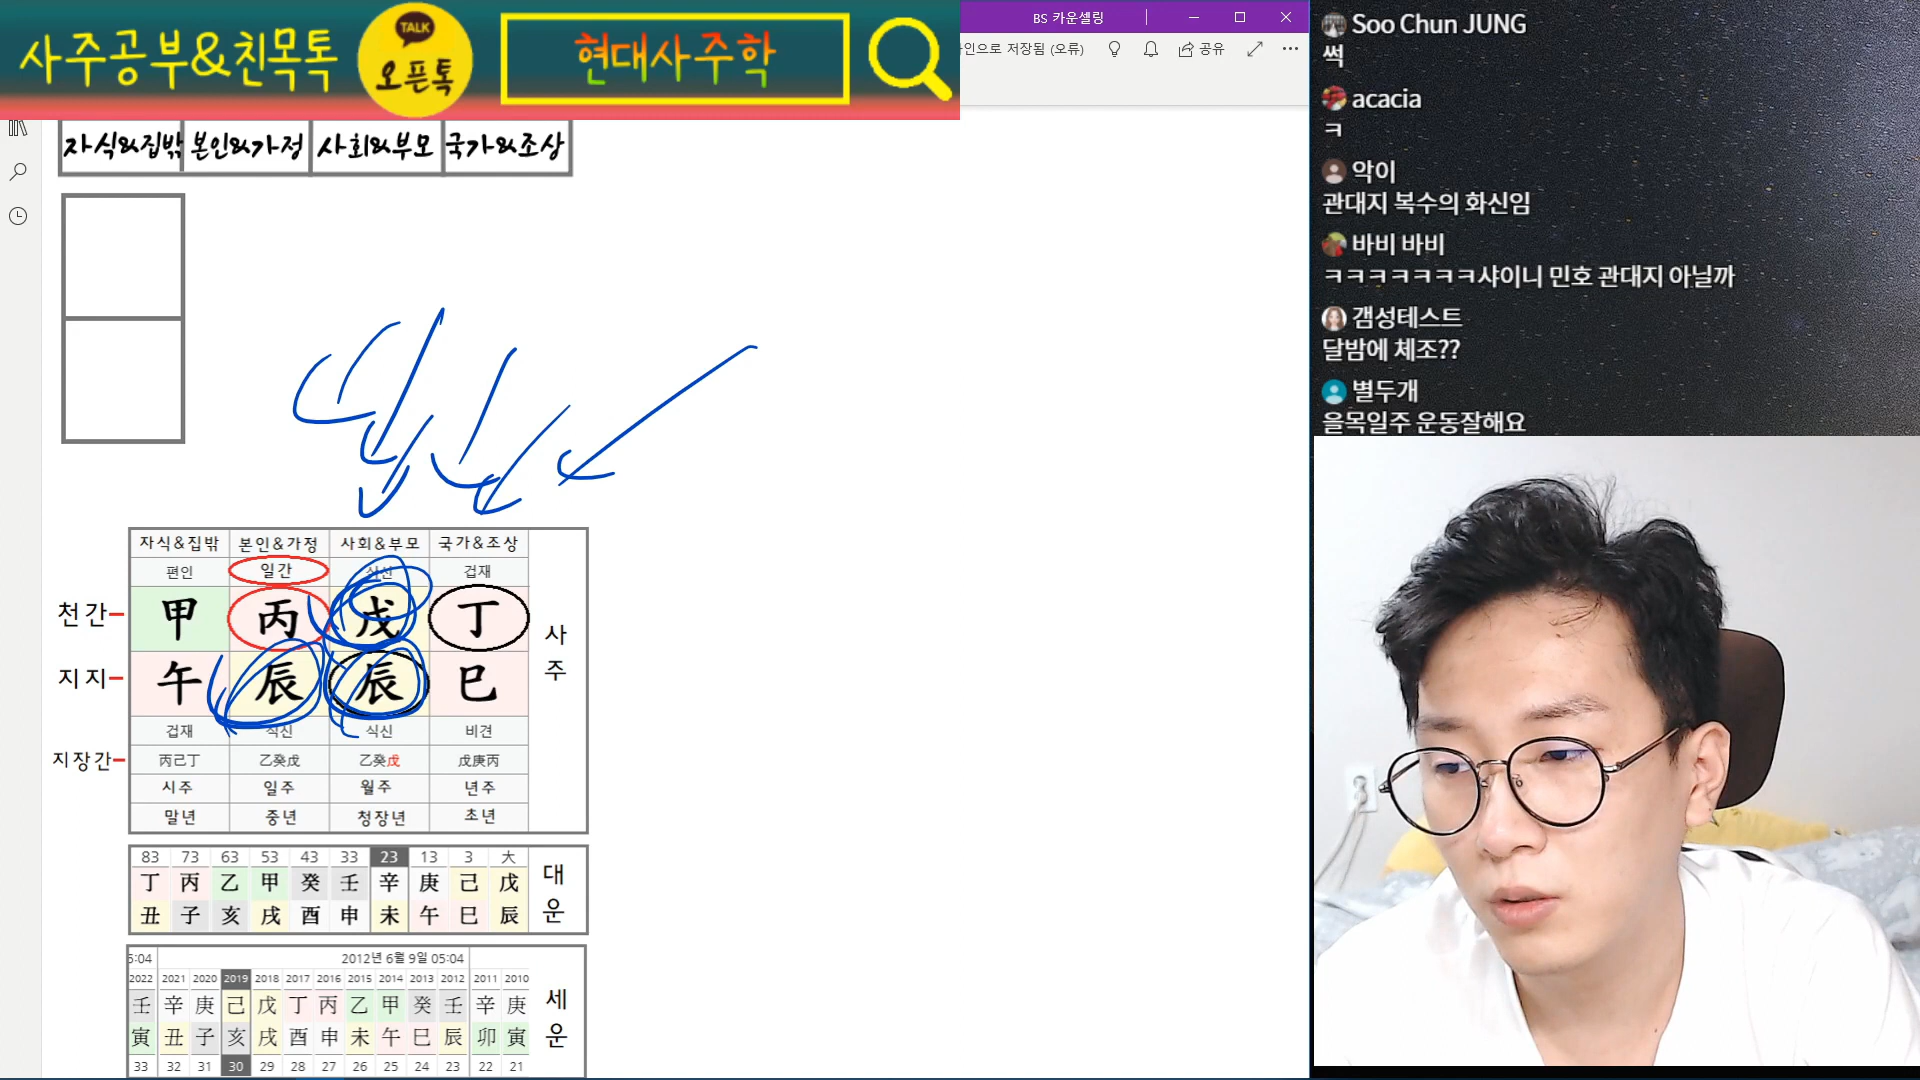 사주공부&친목톡
TALK
오픈톡
현대사주학
BS 카운셀링
인으로 저장됨 (오류)
공유
자식&집밖 본인&가정 사회&부모 국가&조상
자식&집밖 본인&가정 사회&부모 국가&조상
편인 일간 식신 겁재
천간 甲 丙 戊 丁
사주
지지 午 辰 辰 巳
겁재 식신 식신 비견
지장간 丙己丁 乙癸戊 乙癸戊 戊庚丙
시주 일주 월주 년주
말년 중년 청장년 초년
83 73 63 53 43 33 23 13 3 大
丁 丙 乙 甲 癸 壬 辛 庚 己 戊
대운
丑 子 亥 戌 酉 申 未 午 巳 辰
5:04 2012년 6월 9일 05:04
2022 2021 2020 2019 2018 2017 2016 2015 2014 2013 2012 2011 2010
壬 辛 庚 己 戊 丁 丙 乙 甲 癸 壬 辛 庚
세운
寅 丑 子 亥 戌 酉 申 未 午 巳 辰 卯 寅
33 32 31 30 29 28 27 26 25 24 23 22 21
Soo Chun JUNG
썩
acacia
ㅋ
악이
관대지 복수의 화신임
바비 바비
ㅋㅋㅋㅋㅋㅋㅋ샤이니 민호 관대지 아닐까
갬성테스트
달밤에 체조??
별두개
을목일주 운동잘해요